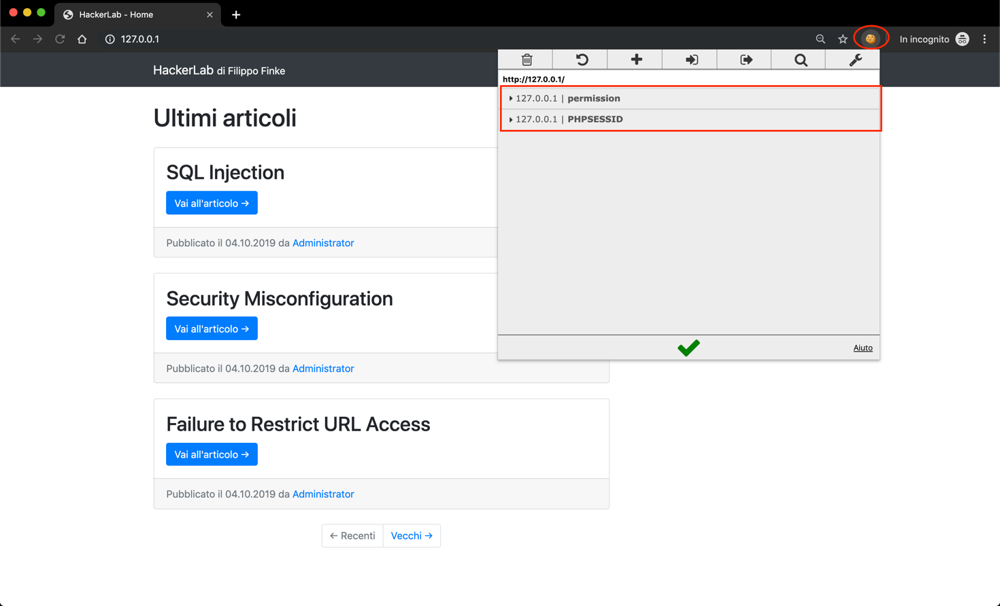 HackerLab - Home
127.0.0.1
In incognito
HackerLab di Filippo Finke
http://127.0.0.1/
127.0.0.1 | permission
127.0.0.1 | PHPSESSID
Aiuto
Ultimi articoli
SQL Injection
Vai all'articolo →
Pubblicato il 04.10.2019 da Administrator
Security Misconfiguration
Vai all'articolo →
Pubblicato il 04.10.2019 da Administrator
Failure to Restrict URL Access
Vai all'articolo →
Pubblicato il 04.10.2019 da Administrator
← Recenti Vecchi →